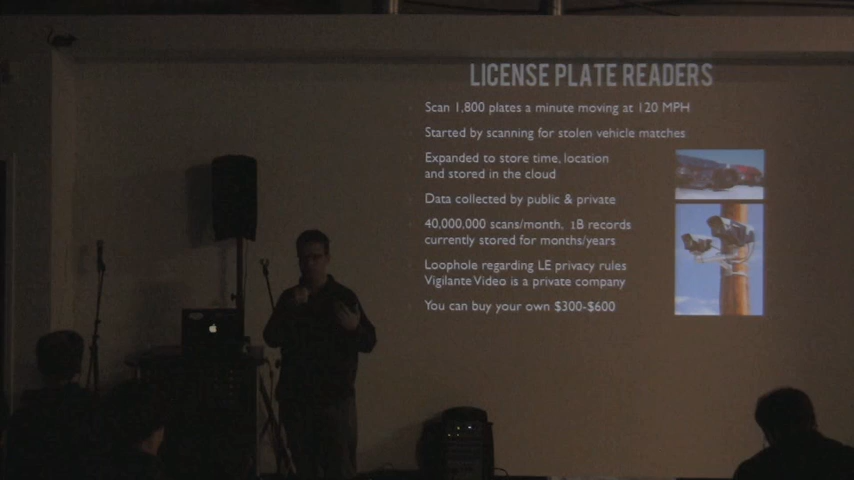 LICENSE PLATE READERS
Scan 1,800 plates a minute moving at 120 MPH
Started by scanning for stolen vehicle matches
Expanded to store time, location
and stored in the cloud
Data collected by public & private
40,000,000 scans/month, 1B records
currently stored for months/years
Loophole regarding LE privacy rules
Vigilante Video is a private company
You can buy your own $300-$600